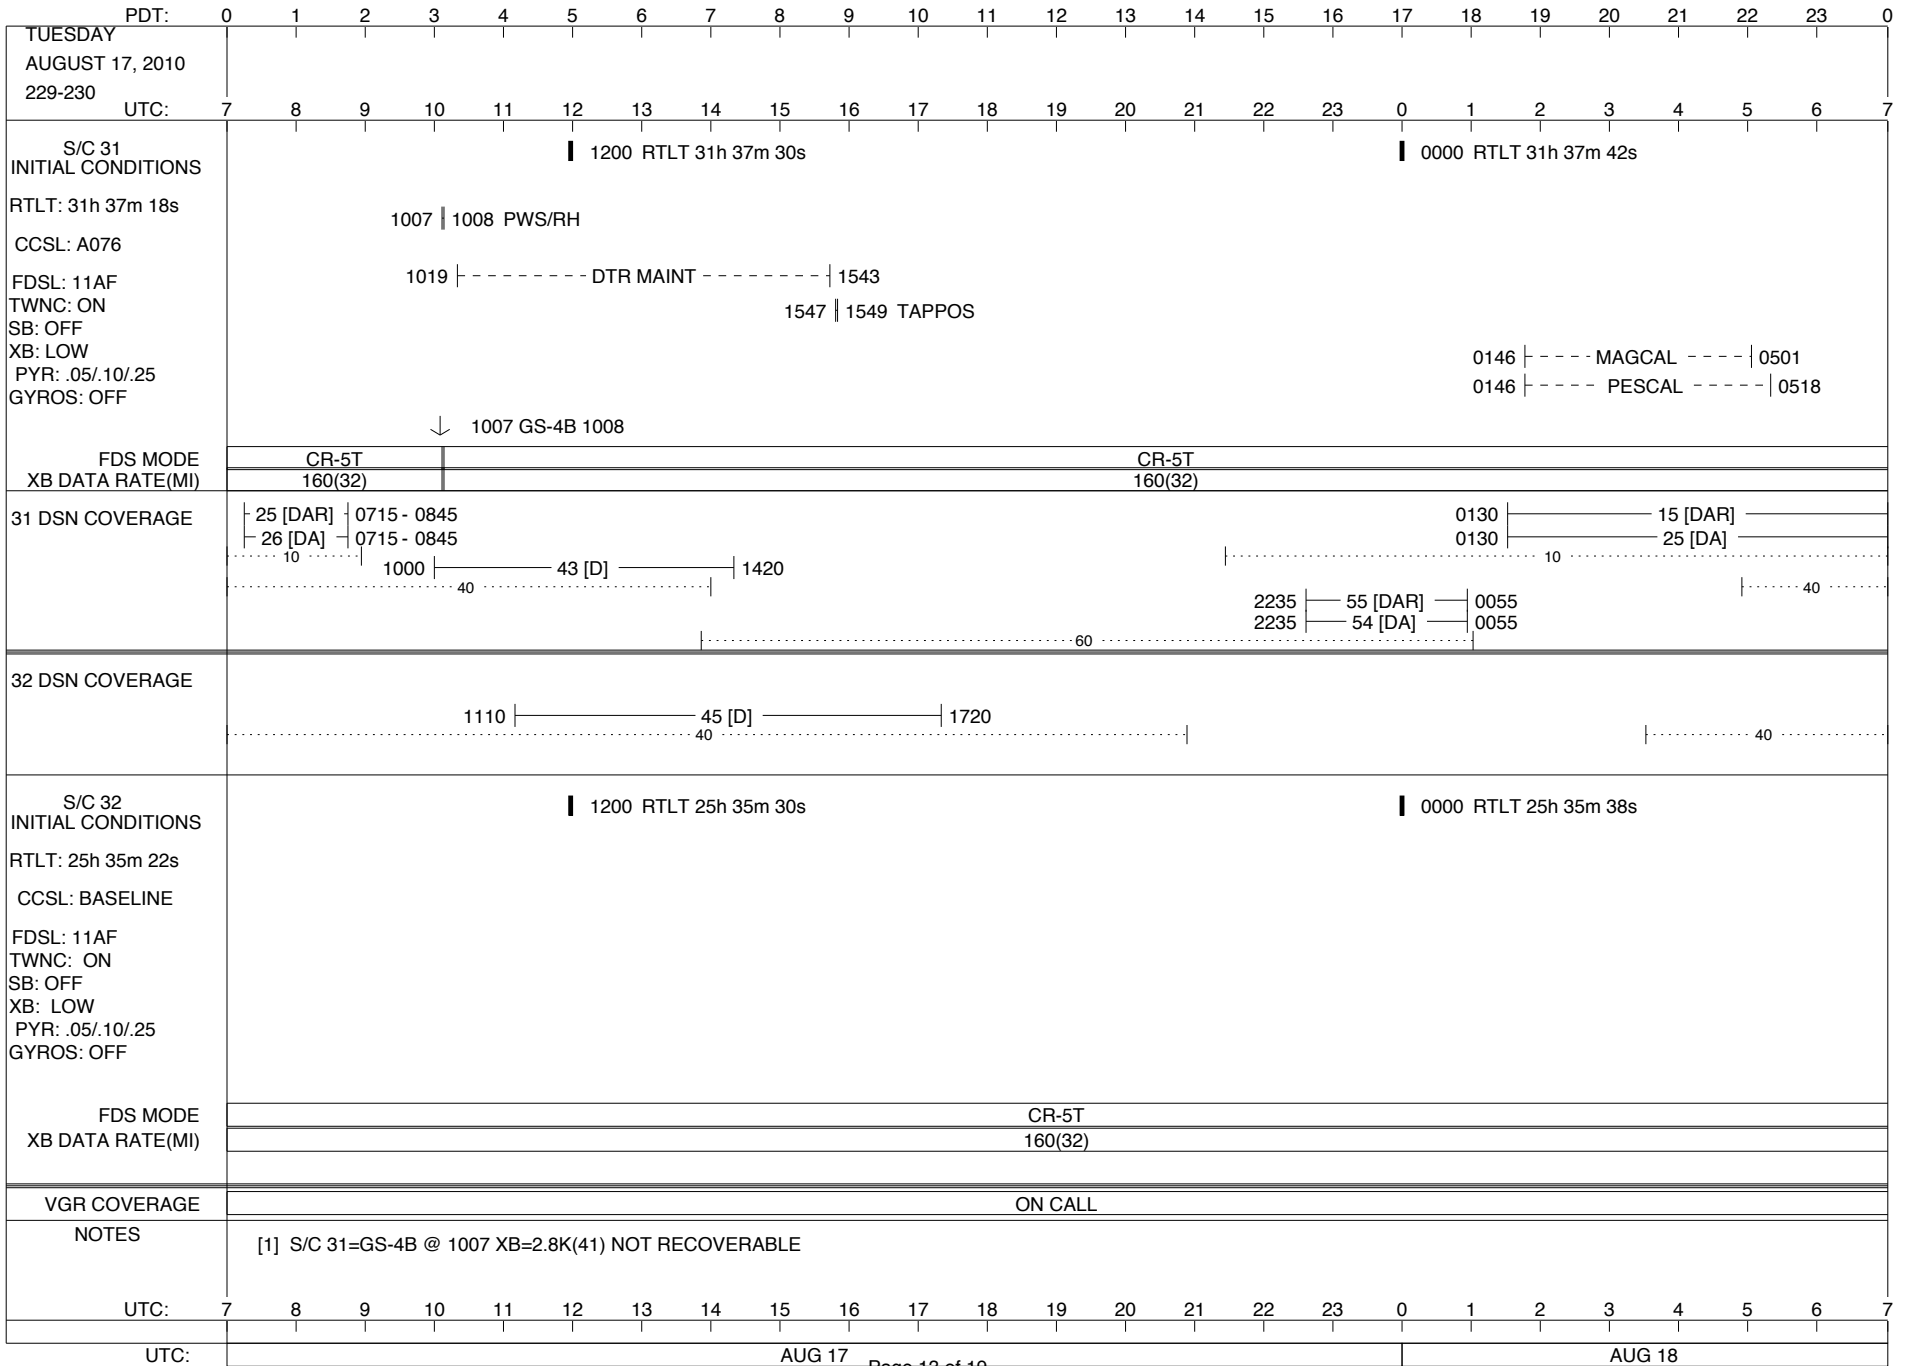 PDT: 0 1 2 3 4 5 6 7 8 9 10 11 12 13 14 15 16 17 18 19 20 21 22 23 0
TUESDAY
AUGUST 17, 2010
229-230
UTC: 7 8 9 10 11 12 13 14 15 16 17 18 19 20 21 22 23 0 1 2 3 4 5 6 7
S/C 31
INITIAL CONDITIONS
1200 RTLT 31h 37m 30s
0000 RTLT 31h 37m 42s
RTLT: 31h 37m 18s
1007 1008 PWS/RH
CCSL: A076
FDSL: 11AF
1019 DTR MAINT 1543
TWNC: ON
1547 1549 TAPPOS
SB: OFF
XB: LOW
0146 MAGCAL 0501
PYR: .05/.10/.25
0146 PESCAL 0518
GYROS: OFF
1007 GS-4B 1008
FDS MODE CR-5T CR-5T
XB DATA RATE(MI) 160(32) 160(32)
31 DSN COVERAGE
25 [DAR] 0715 - 0845
0130 15 [DAR]
26 [DA] 0715 - 0845
0130 25 [DA]
10 10
1000 43 [D] 1420
40 40
2235 55 [DAR] 0055
2235 54 [DA] 0055
60
32 DSN COVERAGE
1110 45 [D] 1720
40 40
S/C 32
INITIAL CONDITIONS
1200 RTLT 25h 35m 30s
0000 RTLT 25h 35m 38s
RTLT: 25h 35m 22s
CCSL: BASELINE
FDSL: 11AF
TWNC: ON
SB: OFF
XB: LOW
PYR: .05/.10/.25
GYROS: OFF
FDS MODE CR-5T
XB DATA RATE(MI) 160(32)
VGR COVERAGE ON CALL
NOTES
[1] S/C 31=GS-4B @ 1007 XB=2.8K(41) NOT RECOVERABLE
UTC: 7 8 9 10 11 12 13 14 15 16 17 18 19 20 21 22 23 0 1 2 3 4 5 6 7
UTC: AUG 17 AUG 18